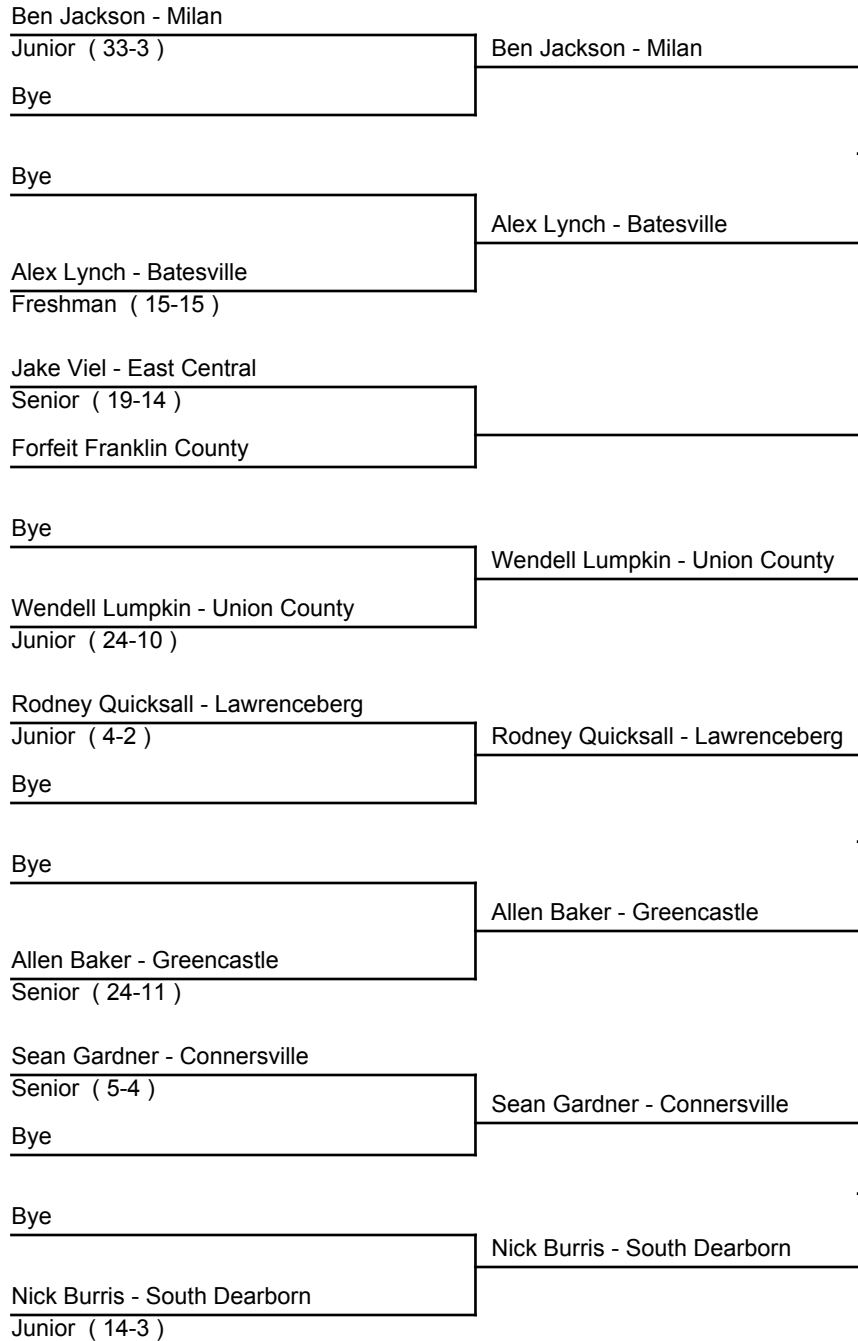 Ben Jackson - Milan
Junior ( 33-3 )
Ben Jackson - Milan
Bye
Bye
Alex Lynch - Batesville
Alex Lynch - Batesville
Freshman ( 15-15 )
Jake Viel - East Central
Senior ( 19-14 )
Forfeit Franklin County
Bye
Wendell Lumpkin - Union County
Wendell Lumpkin - Union County
Junior ( 24-10 )
Rodney Quicksall - Lawrenceberg
Junior ( 4-2 )
Rodney Quicksall - Lawrenceberg
Bye
Bye
Allen Baker - Greencastle
Allen Baker - Greencastle
Senior ( 24-11 )
Sean Gardner - Connersville
Senior ( 5-4 )
Sean Gardner - Connersville
Bye
Bye
Nick Burris - South Dearborn
Nick Burris - South Dearborn
Junior ( 14-3 )